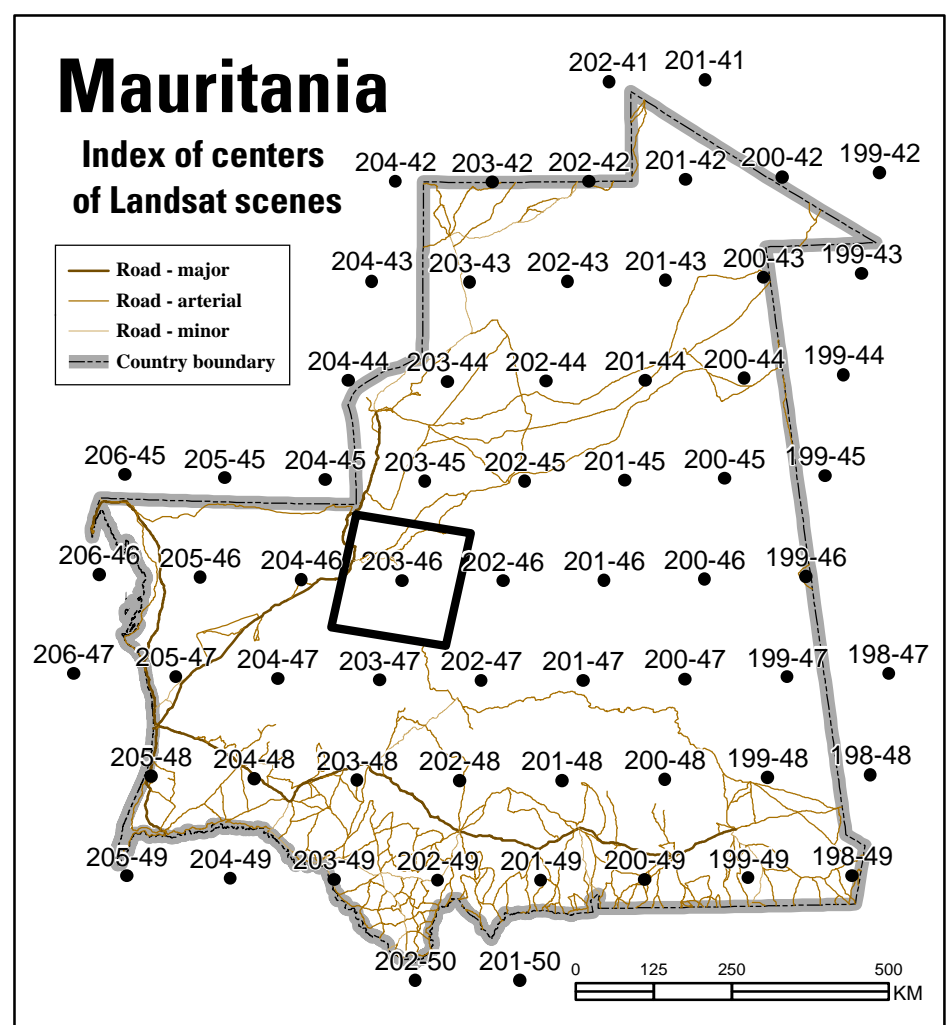 Mauritania
Index of centers
of Landsat scenes
Road - major
Road - arterial
Road - minor
Country boundary
202-41 201-41
204-42 203-42 202-42 201-42 200-42 199-42
204-43 203-43 202-43 201-43 200-43 199-43
204-44 203-44 202-44 201-44 200-44 199-44
206-45 205-45 204-45 203-45 202-45 201-45 200-45 199-45
206-46 205-46 204-46 203-46 202-46 201-46 200-46 199-46
206-47 205-47 204-47 203-47 202-47 201-47 200-47 199-47 198-47
205-48 204-48 203-48 202-48 201-48 200-48 199-48 198-48
205-49 204-49 203-49 202-49 201-49 200-49 199-49 198-49
202-50 201-50
0 125 250 500
KM